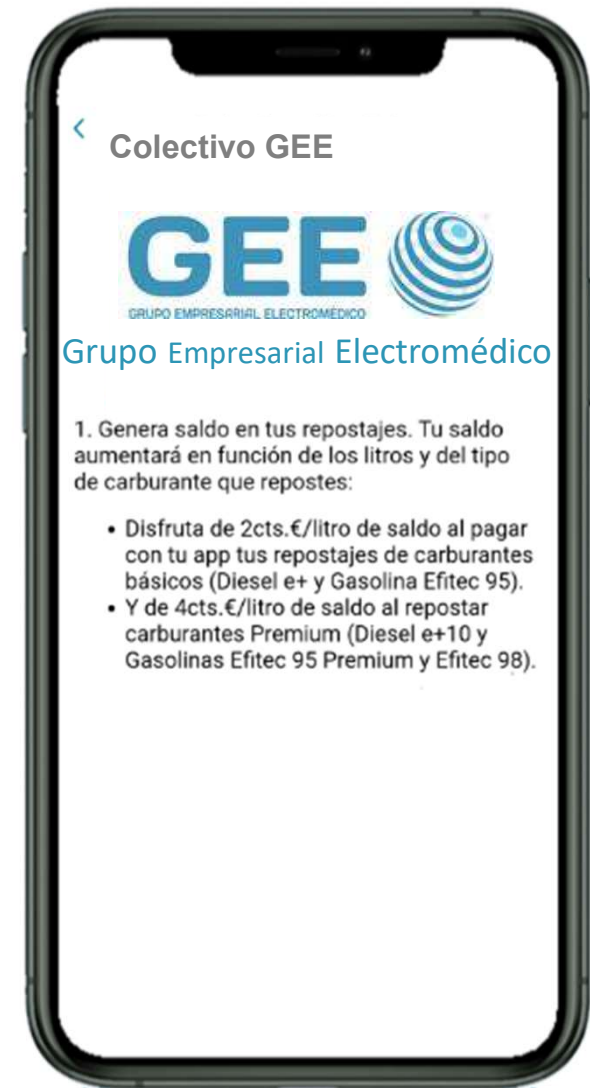 Colectivo GEE
GEE
GRUPO EMPRESARIAL ELECTROMÉDICO
Grupo Empresarial Electromédico
1. Genera saldo en tus repostajes. Tu saldo
aumentará en función de los litros y del tipo
de carburante que repostes:
• Disfruta de 2cts.€/litro de saldo al pagar
con tu app tus repostajes de carburantes
básicos (Diesel e+ y Gasolina Efitec 95).
• Y de 4cts.€/litro de saldo al repostar
carburantes Premium (Diesel e+10 y
Gasolinas Efitec 95 Premium y Efitec 98).